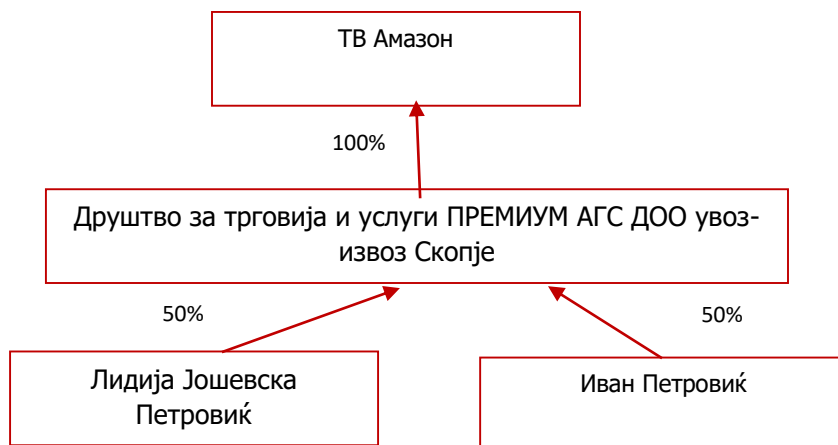 ТВ Амазон
100%
Друштво за трговија и услуги ПРЕМИУМ АГС ДОО увоз-
извоз Скопје
50%
50%
Лидија Јошевска
Петровиќ
Иван Петровиќ